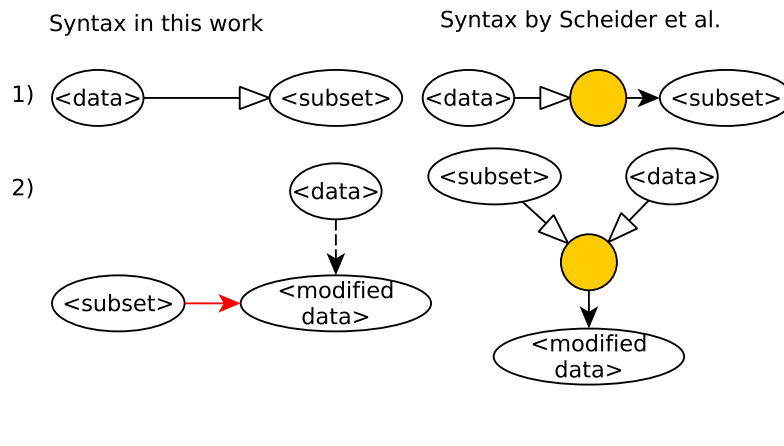 Syntax in this work
Syntax by Scheider et al.
1)
<data>
<subset>
<data>
<subset>
2)
<data>
<subset>
<modified
data>
<subset>
<data>
<modified
data>